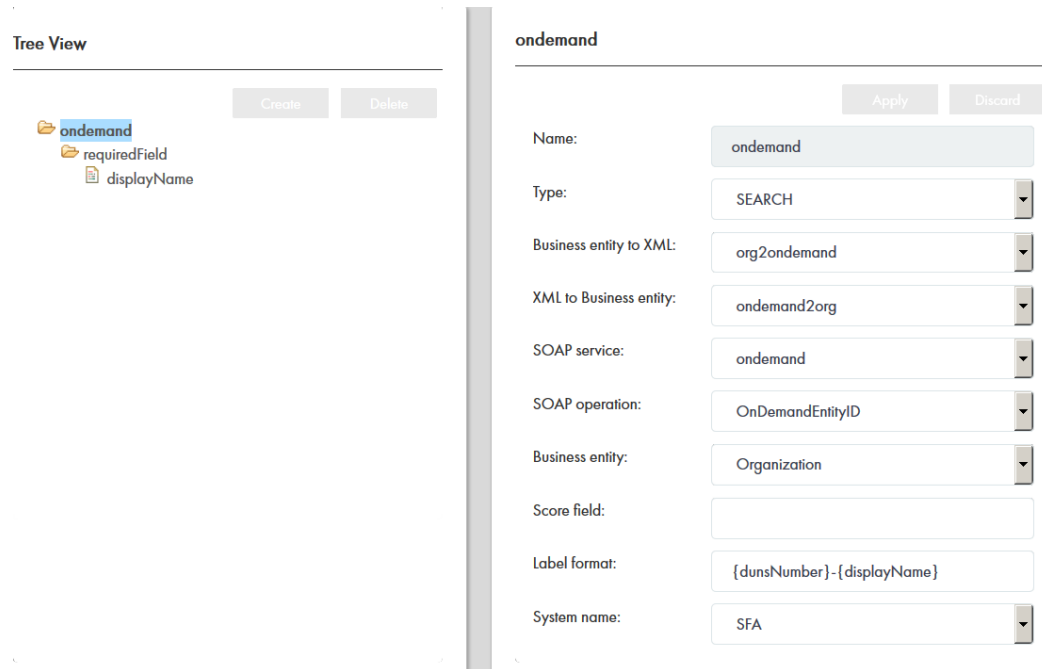 Tree View
Create Delete
ondemand
requiredField
displayName
ondemand
Apply Discard
Name: ondemand
Type: SEARCH
Business entity to XML: org2ondemand
XML to Business entity: ondemand2org
SOAP service: ondemand
SOAP operation: OnDemandEntityID
Business entity: Organization
Score field:
Label format: {dunsNumber}-{displayName}
System name: SFA